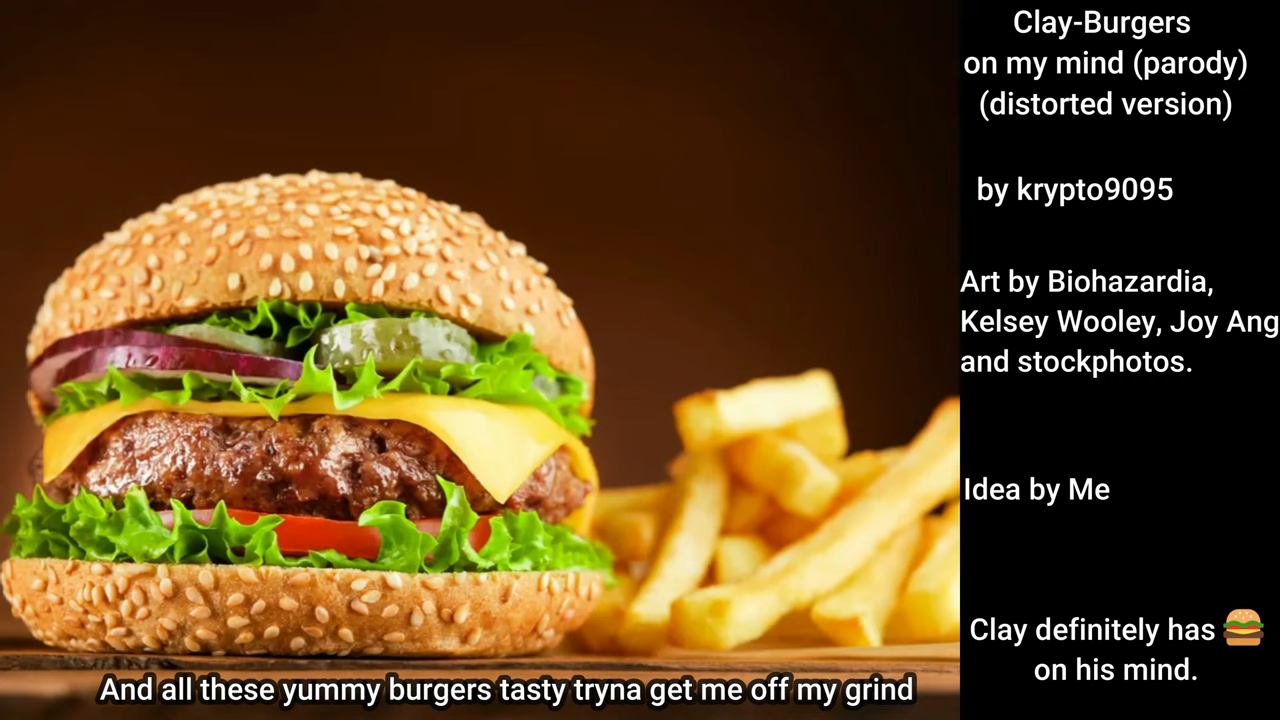 Clay-Burgers
on my mind (parody)
(distorted version)
by krypto9095
Art by Biohazardia,
Kelsey Wooley, Joy Ang
and stockphotos.
Idea by Me
Clay definitely has 🍔
on his mind.
And all these yummy burgers tasty tryna get me off my grind